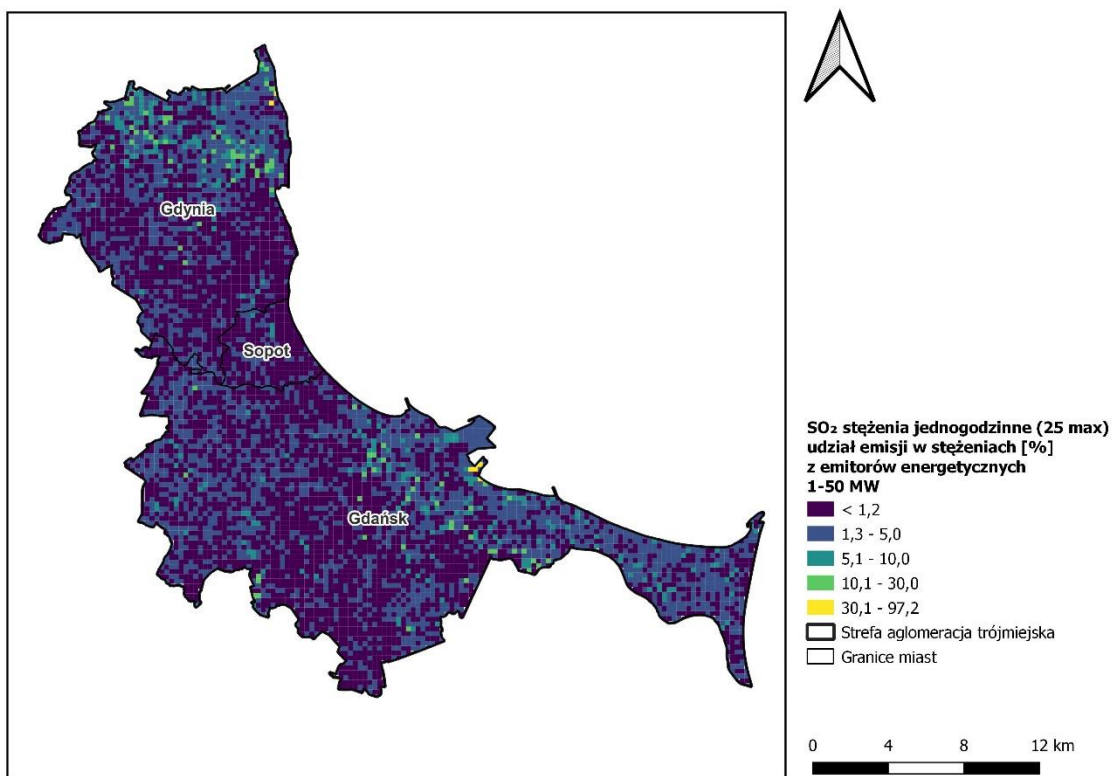 Gdynia
Sopot
Gdańsk
SO₂ stężenia jednogodzinne (25 max)
udział emisji w stężeniach [%]
z emitorów energetycznych
1-50 MW
< 1,2
1,3 - 5,0
5,1 - 10,0
10,1 - 30,0
30,1 - 97,2
Strefa aglomeracja trójmiejska
Granice miast
0 4 8 12 km